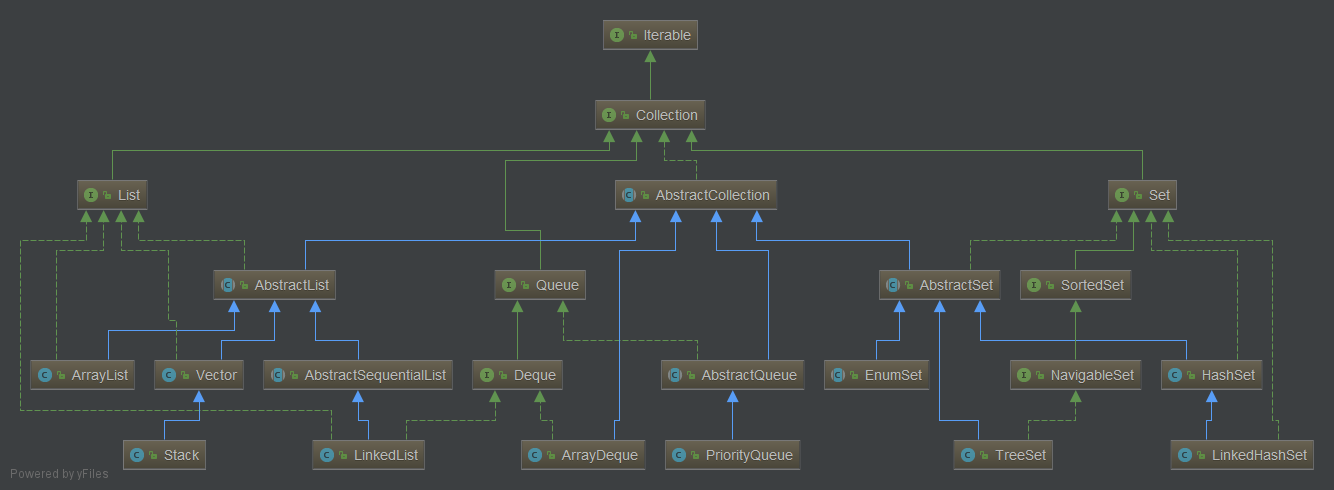 Iterable
Collection
List
AbstractCollection
Set
AbstractList
Queue
AbstractSet
SortedSet
ArrayList
Vector
AbstractSequentialList
Deque
AbstractQueue
EnumSet
NavigableSet
HashSet
Stack
LinkedList
ArrayDeque
PriorityQueue
TreeSet
LinkedHashSet
Powered by yFiles